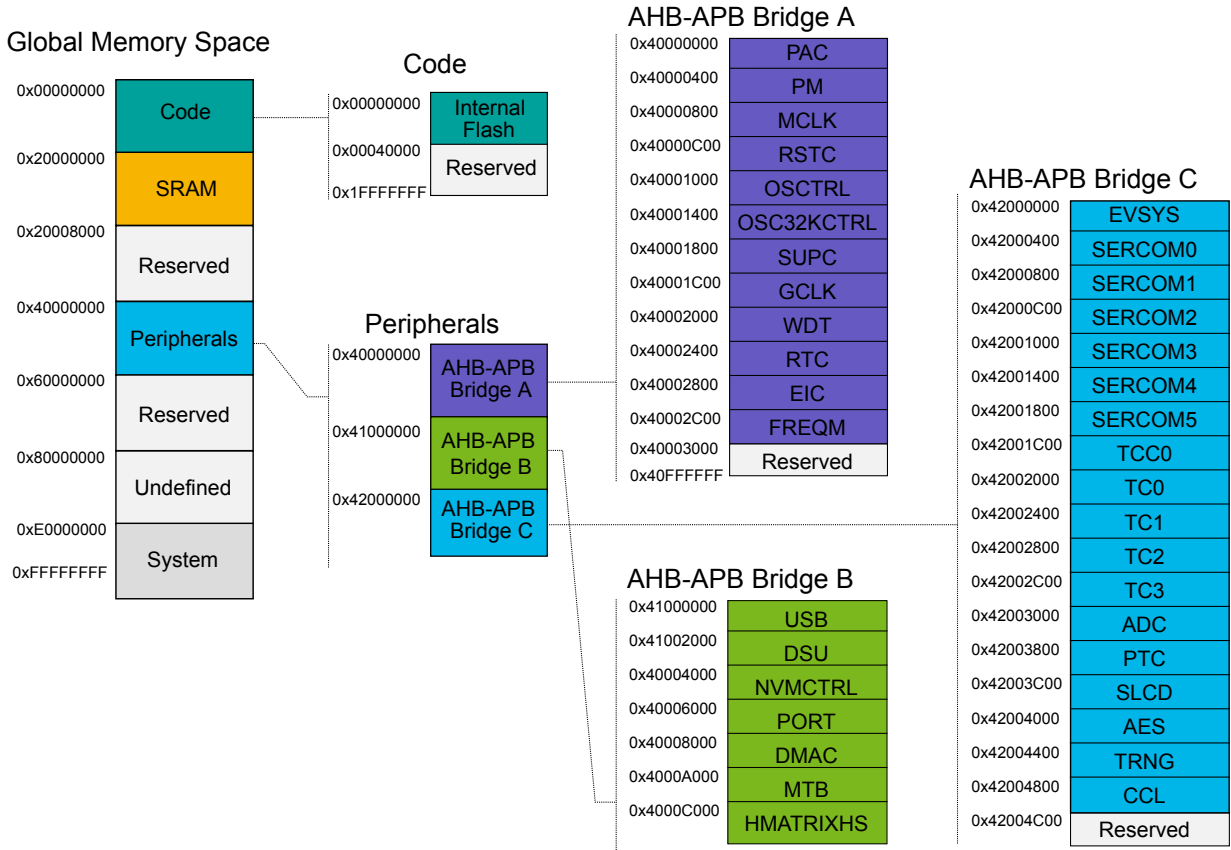 Global Memory Space
0x00000000
Code
0x20000000
SRAM
0x20008000
Reserved
0x40000000
Peripherals
0x60000000
Reserved
0x80000000
Undefined
0xE0000000
System
0xFFFFFFFF
Code
0x00000000
Internal
Flash
0x00040000
Reserved
0x1FFFFFFF
Peripherals
0x40000000
AHB-APB
Bridge A
0x41000000
AHB-APB
Bridge B
0x42000000
AHB-APB
Bridge C
AHB-APB Bridge A
0x40000000
PAC
0x40000400
PM
0x40000800
MCLK
0x40000C00
RSTC
0x40001000
OSCTRL
0x40001400
OSC32KCTRL
0x40001800
SUPC
0x40001C00
GCLK
0x40002000
WDT
0x40002400
RTC
0x40002800
EIC
0x40002C00
FREQM
0x40003000
Reserved
0x40FFFFFF
AHB-APB Bridge B
0x41000000
USB
0x41002000
DSU
0x40004000
NVMCTRL
0x40006000
PORT
0x40008000
DMAC
0x4000A000
MTB
0x4000C000
HMATRIXHS
AHB-APB Bridge C
0x42000000
EVSYS
0x42000400
SERCOM0
0x42000800
SERCOM1
0x42000C00
SERCOM2
0x42001000
SERCOM3
0x42001400
SERCOM4
0x42001800
SERCOM5
0x42001C00
TCC0
0x42002000
TC0
0x42002400
TC1
0x42002800
TC2
0x42002C00
TC3
0x42003000
ADC
0x42003800
PTC
0x42003C00
SLCD
0x42004000
AES
0x42004400
TRNG
0x42004800
CCL
0x42004C00
Reserved